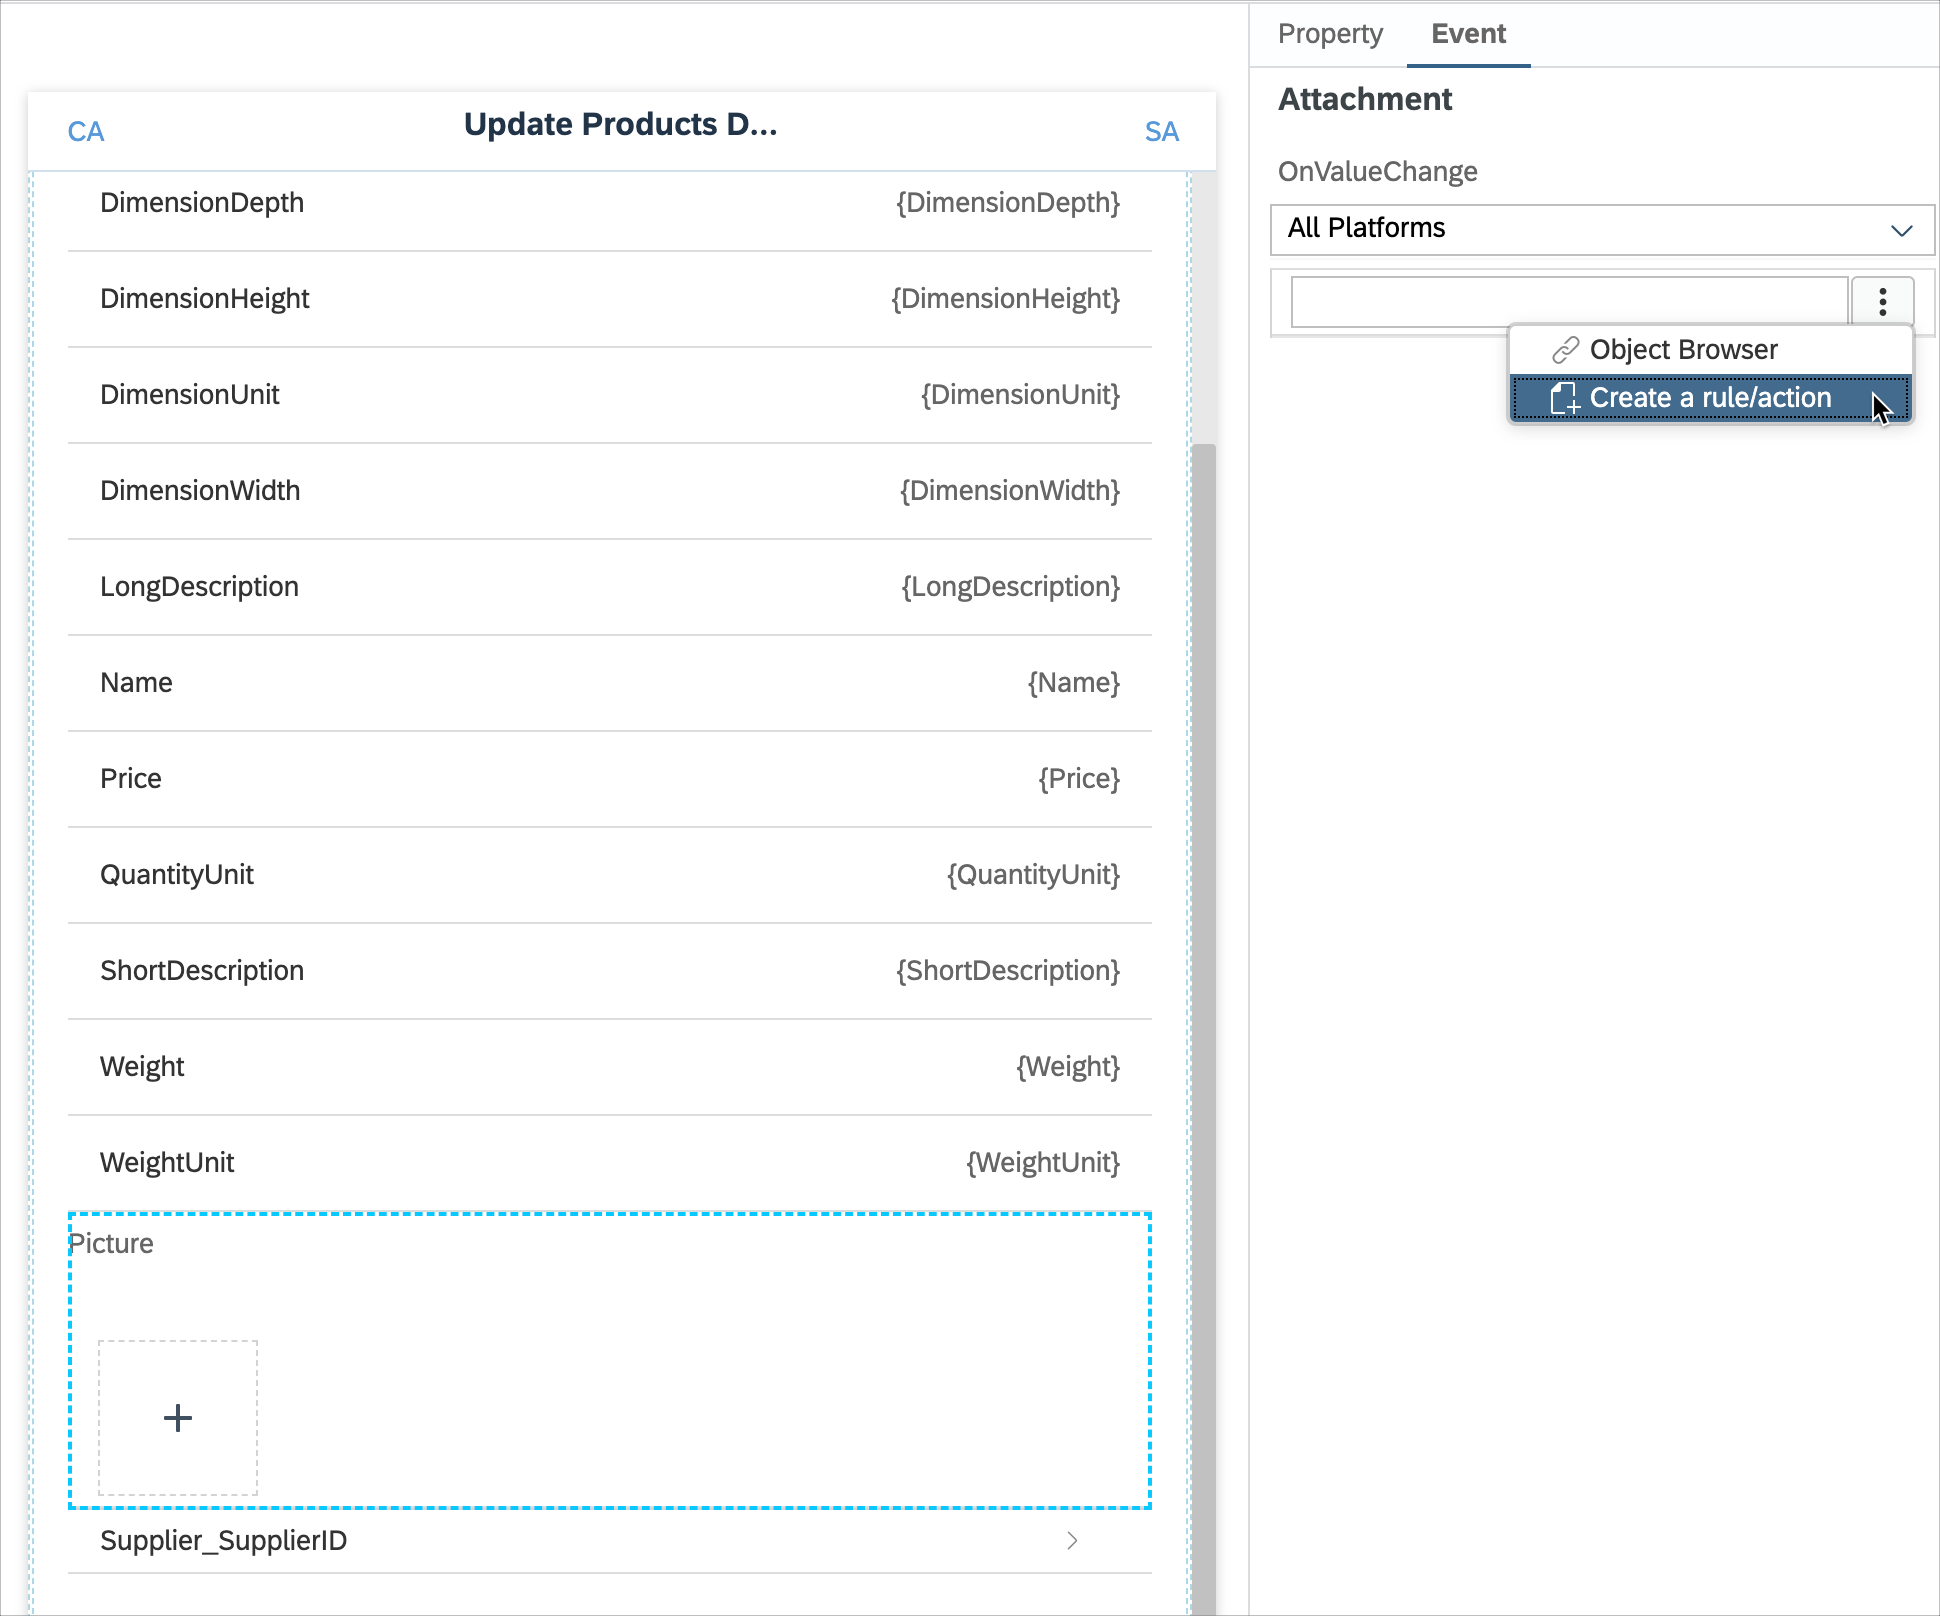 CA
Update Products D...
SA
DimensionDepth {DimensionDepth}
DimensionHeight {DimensionHeight}
DimensionUnit {DimensionUnit}
DimensionWidth {DimensionWidth}
LongDescription {LongDescription}
Name {Name}
Price {Price}
QuantityUnit {QuantityUnit}
ShortDescription {ShortDescription}
Weight {Weight}
WeightUnit {WeightUnit}
Picture
Supplier_SupplierID
Property Event
Attachment
OnValueChange
All Platforms
Object Browser
Create a rule/action